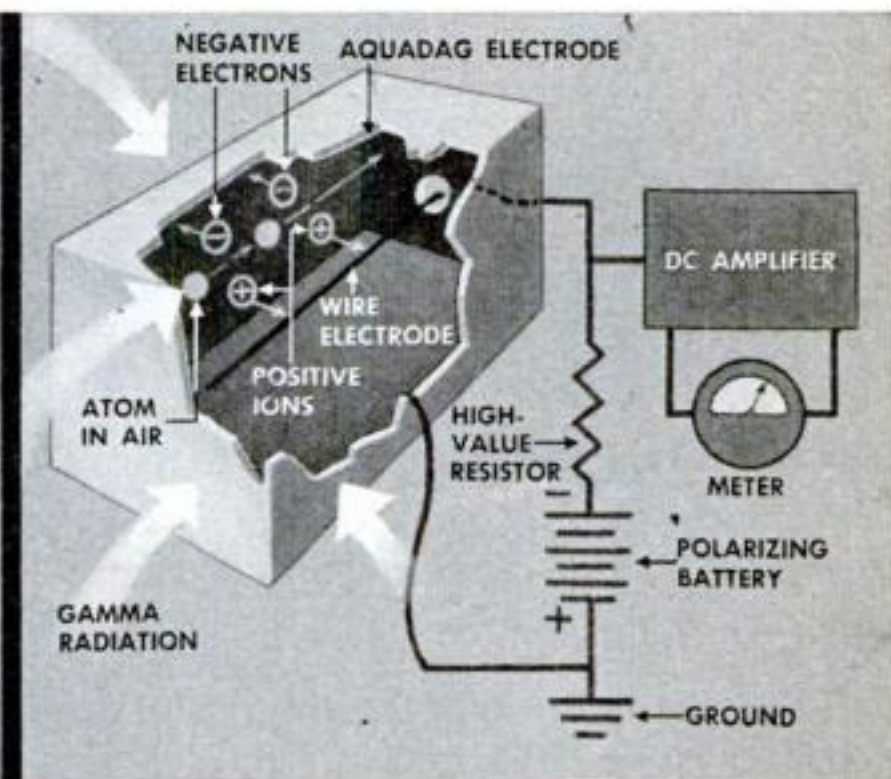 NEGATIVE
ELECTRONS
AQUADAG ELECTRODE
DC AMPLIFIER
WIRE
ELECTRODE
POSITIVE
IONS
ATOM
IN AIR
HIGH-
VALUE
RESISTOR
METER
−
POLARIZING
BATTERY
+
GAMMA
RADIATION
GROUND